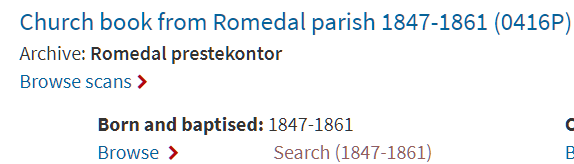 Church book from Romedal parish 1847-1861 (0416P)
Archive: Romedal prestekontor
Browse scans
Born and baptised: 1847-1861
Browse Search (1847-1861)